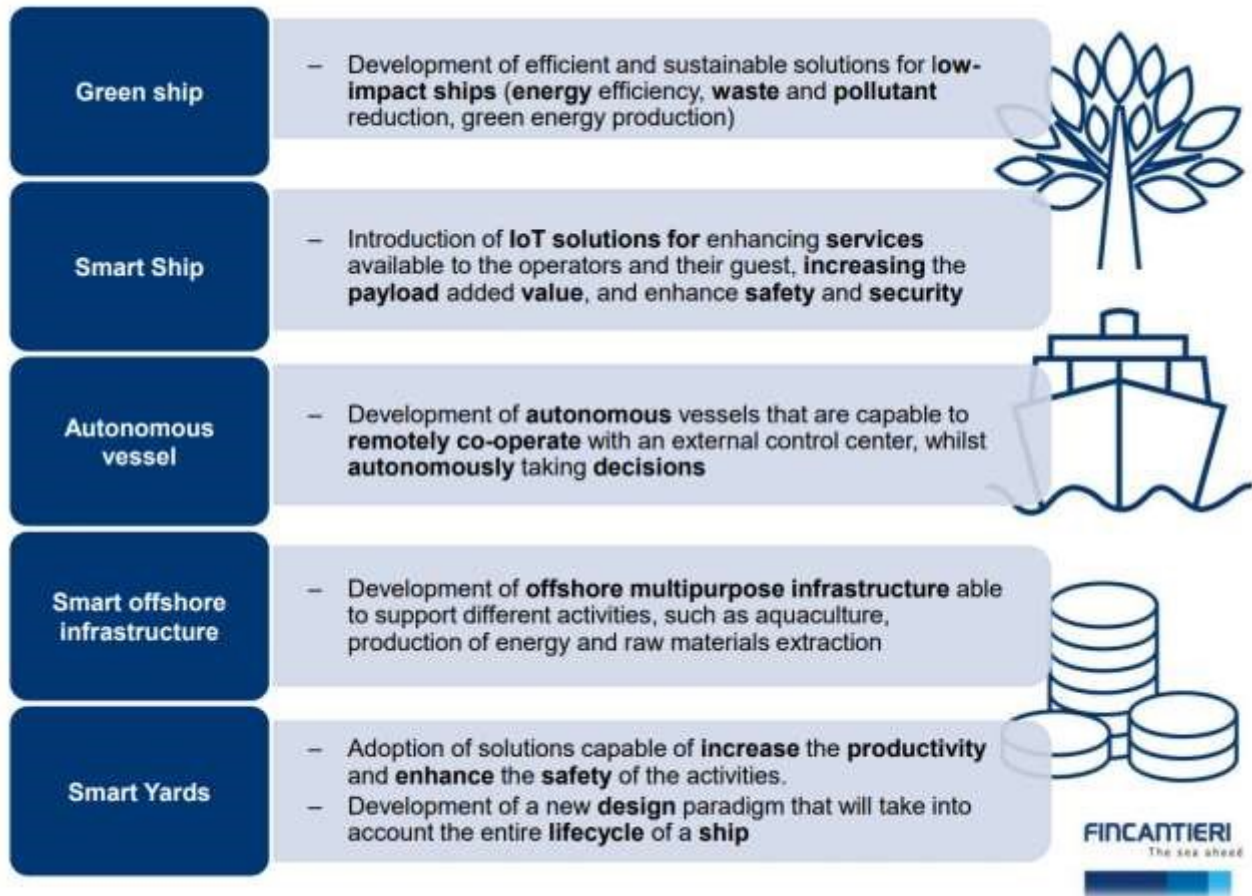 Green ship
– Development of efficient and sustainable solutions for low-
impact ships (energy efficiency, waste and pollutant
reduction, green energy production)
Smart Ship
– Introduction of IoT solutions for enhancing services
available to the operators and their guest, increasing the
payload added value, and enhance safety and security
Autonomous
vessel
– Development of autonomous vessels that are capable to
remotely co-operate with an external control center, whilst
autonomously taking decisions
Smart offshore
infrastructure
– Development of offshore multipurpose infrastructure able
to support different activities, such as aquaculture,
production of energy and raw materials extraction
Smart Yards
– Adoption of solutions capable of increase the productivity
and enhance the safety of the activities.
– Development of a new design paradigm that will take into
account the entire lifecycle of a ship
FINCANTIERI
The sea ahead